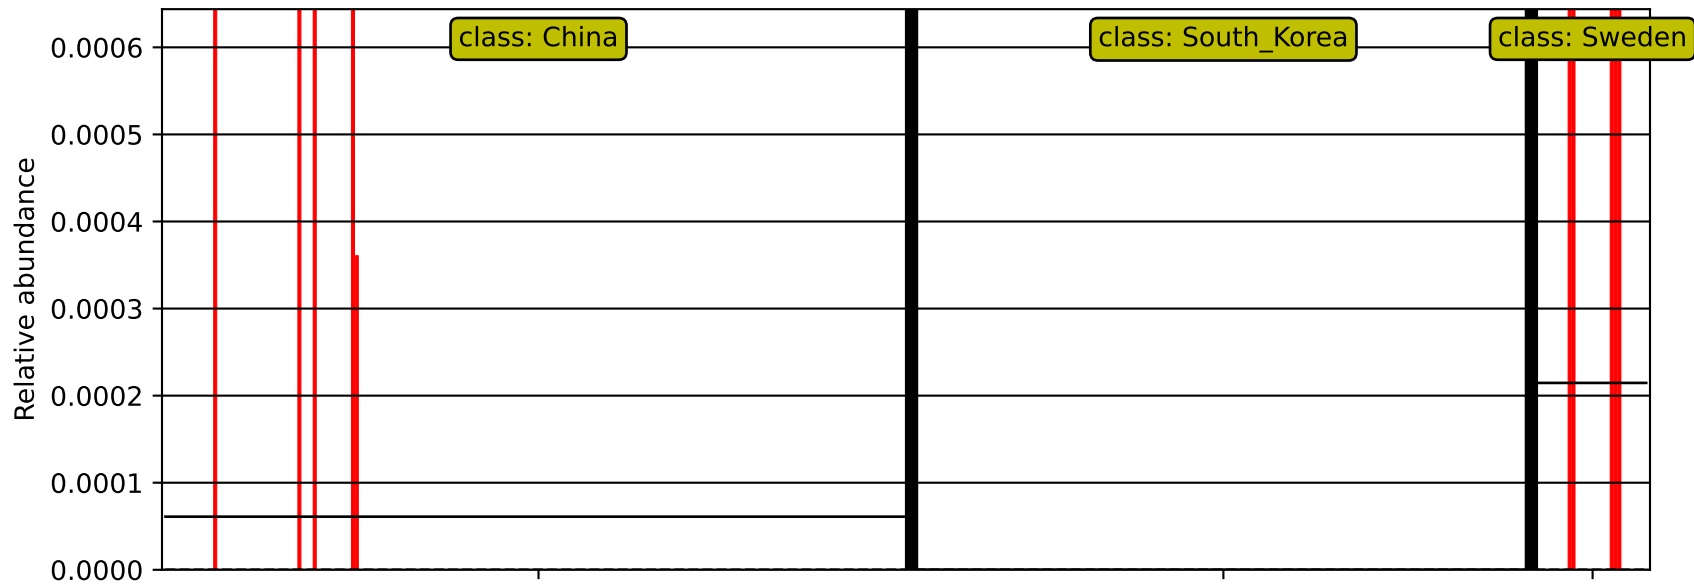 class: China
class: South_Korea
class: Sweden
0.0006
0.0005
0.0004
0.0003
0.0002
0.0001
0.0000
Relative abundance